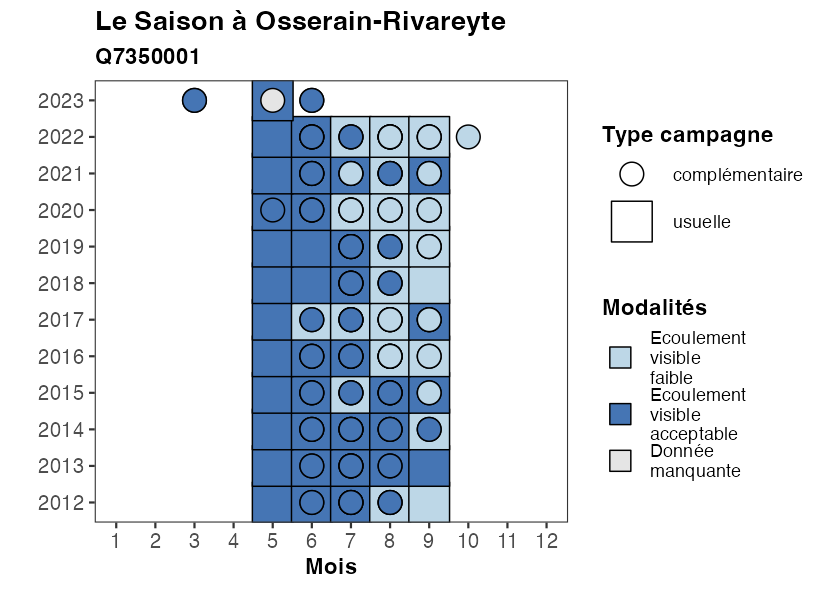 Le Saison à Osserain-Rivareyte
Q7350001
2023
2022
2021
2020
2019
2018
2017
2016
2015
2014
2013
2012
1 2 3 4 5 6 7 8 9 10 11 12
Mois
Type campagne
complémentaire
usuelle
Modalités
Ecoulement
visible
faible
Ecoulement
visible
acceptable
Donnée
manquante